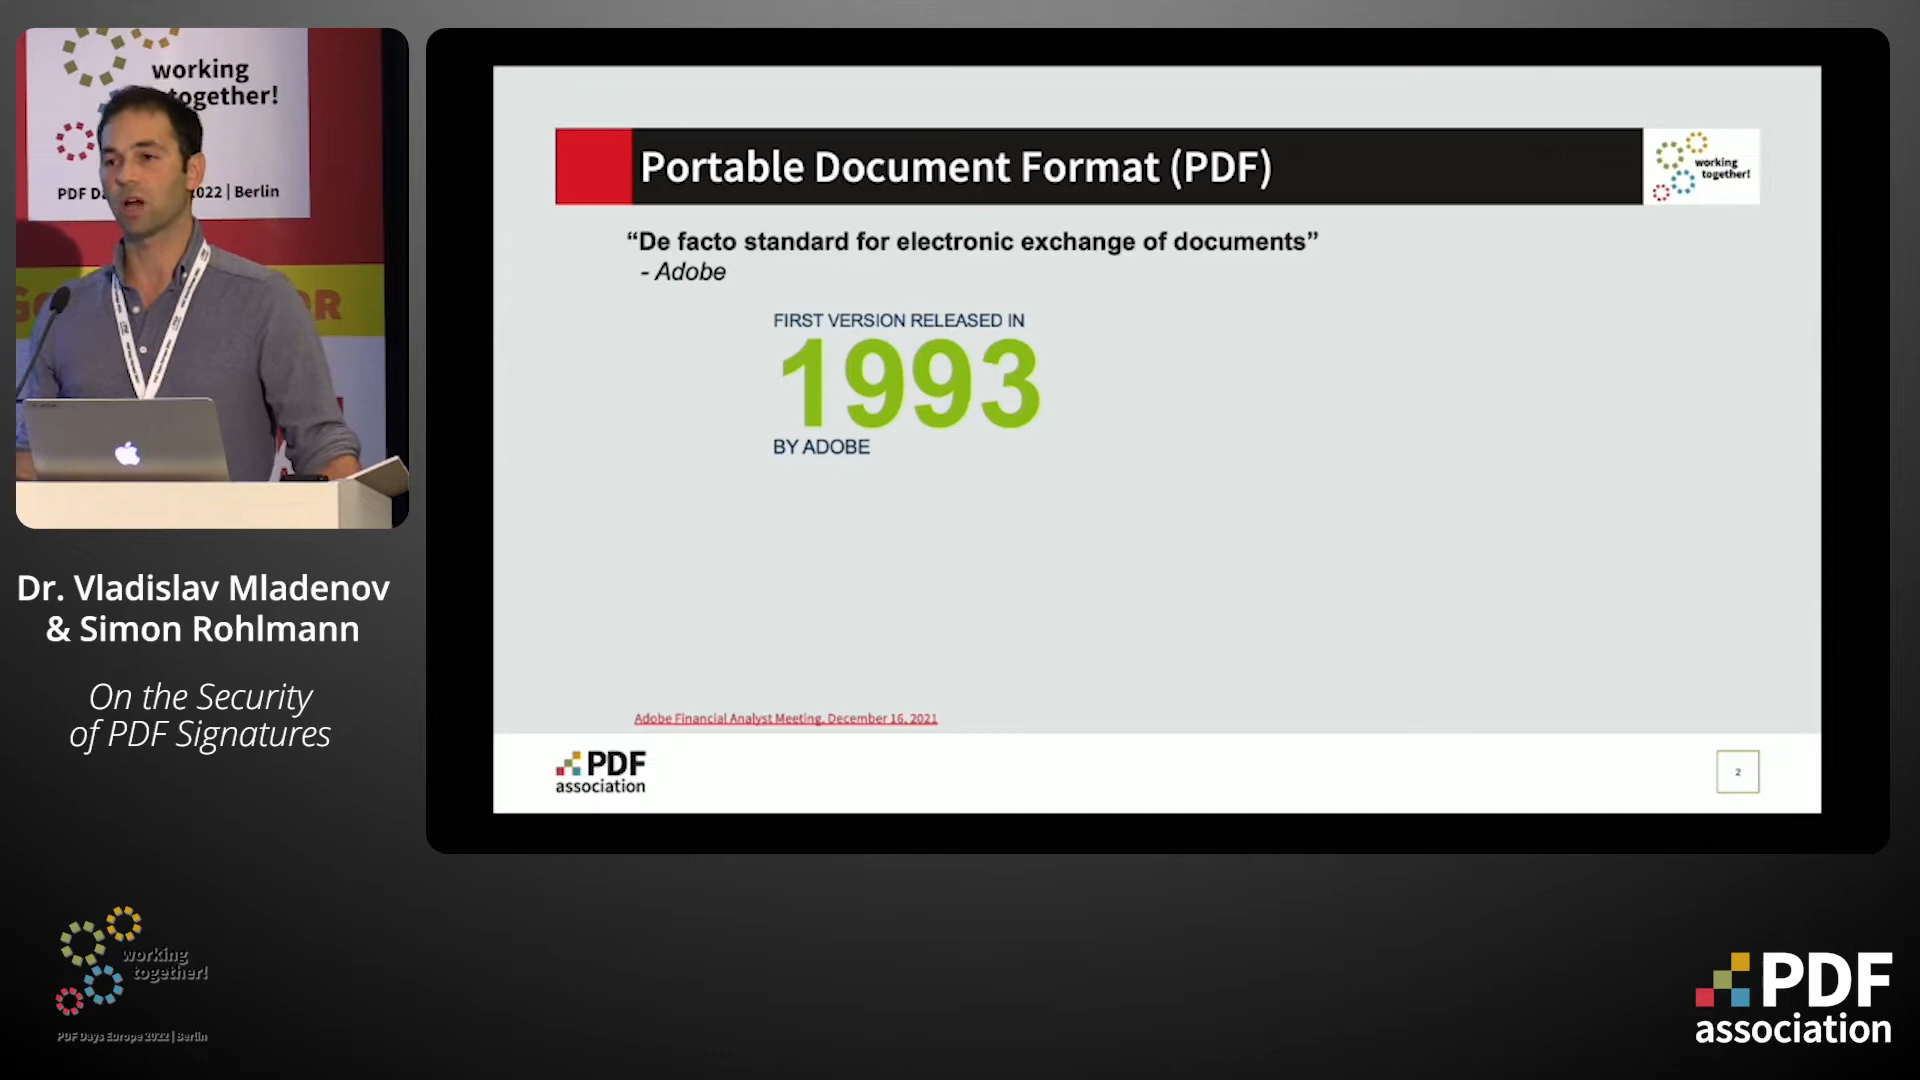 working
together!
PDF Da
2022 | Berlin
Dr. Vladislav Mladenov
& Simon Rohlmann
On the Security
of PDF Signatures
Portable Document Format (PDF)
working
together!
“De facto standard for electronic exchange of documents”
- Adobe
FIRST VERSION RELEASED IN
1993
BY ADOBE
Adobe Financial Analyst Meeting, December 16, 2021
PDF
association
2
working
together!
PDF Days Europe 2022 | Berlin
PDF
association